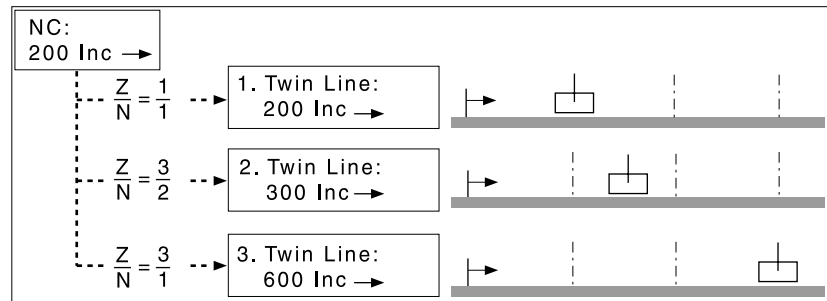 NC:
200 Inc
Z/N = 1/1
1. Twin Line:
200 Inc
Z/N = 3/2
2. Twin Line:
300 Inc
Z/N = 3/1
3. Twin Line:
600 Inc